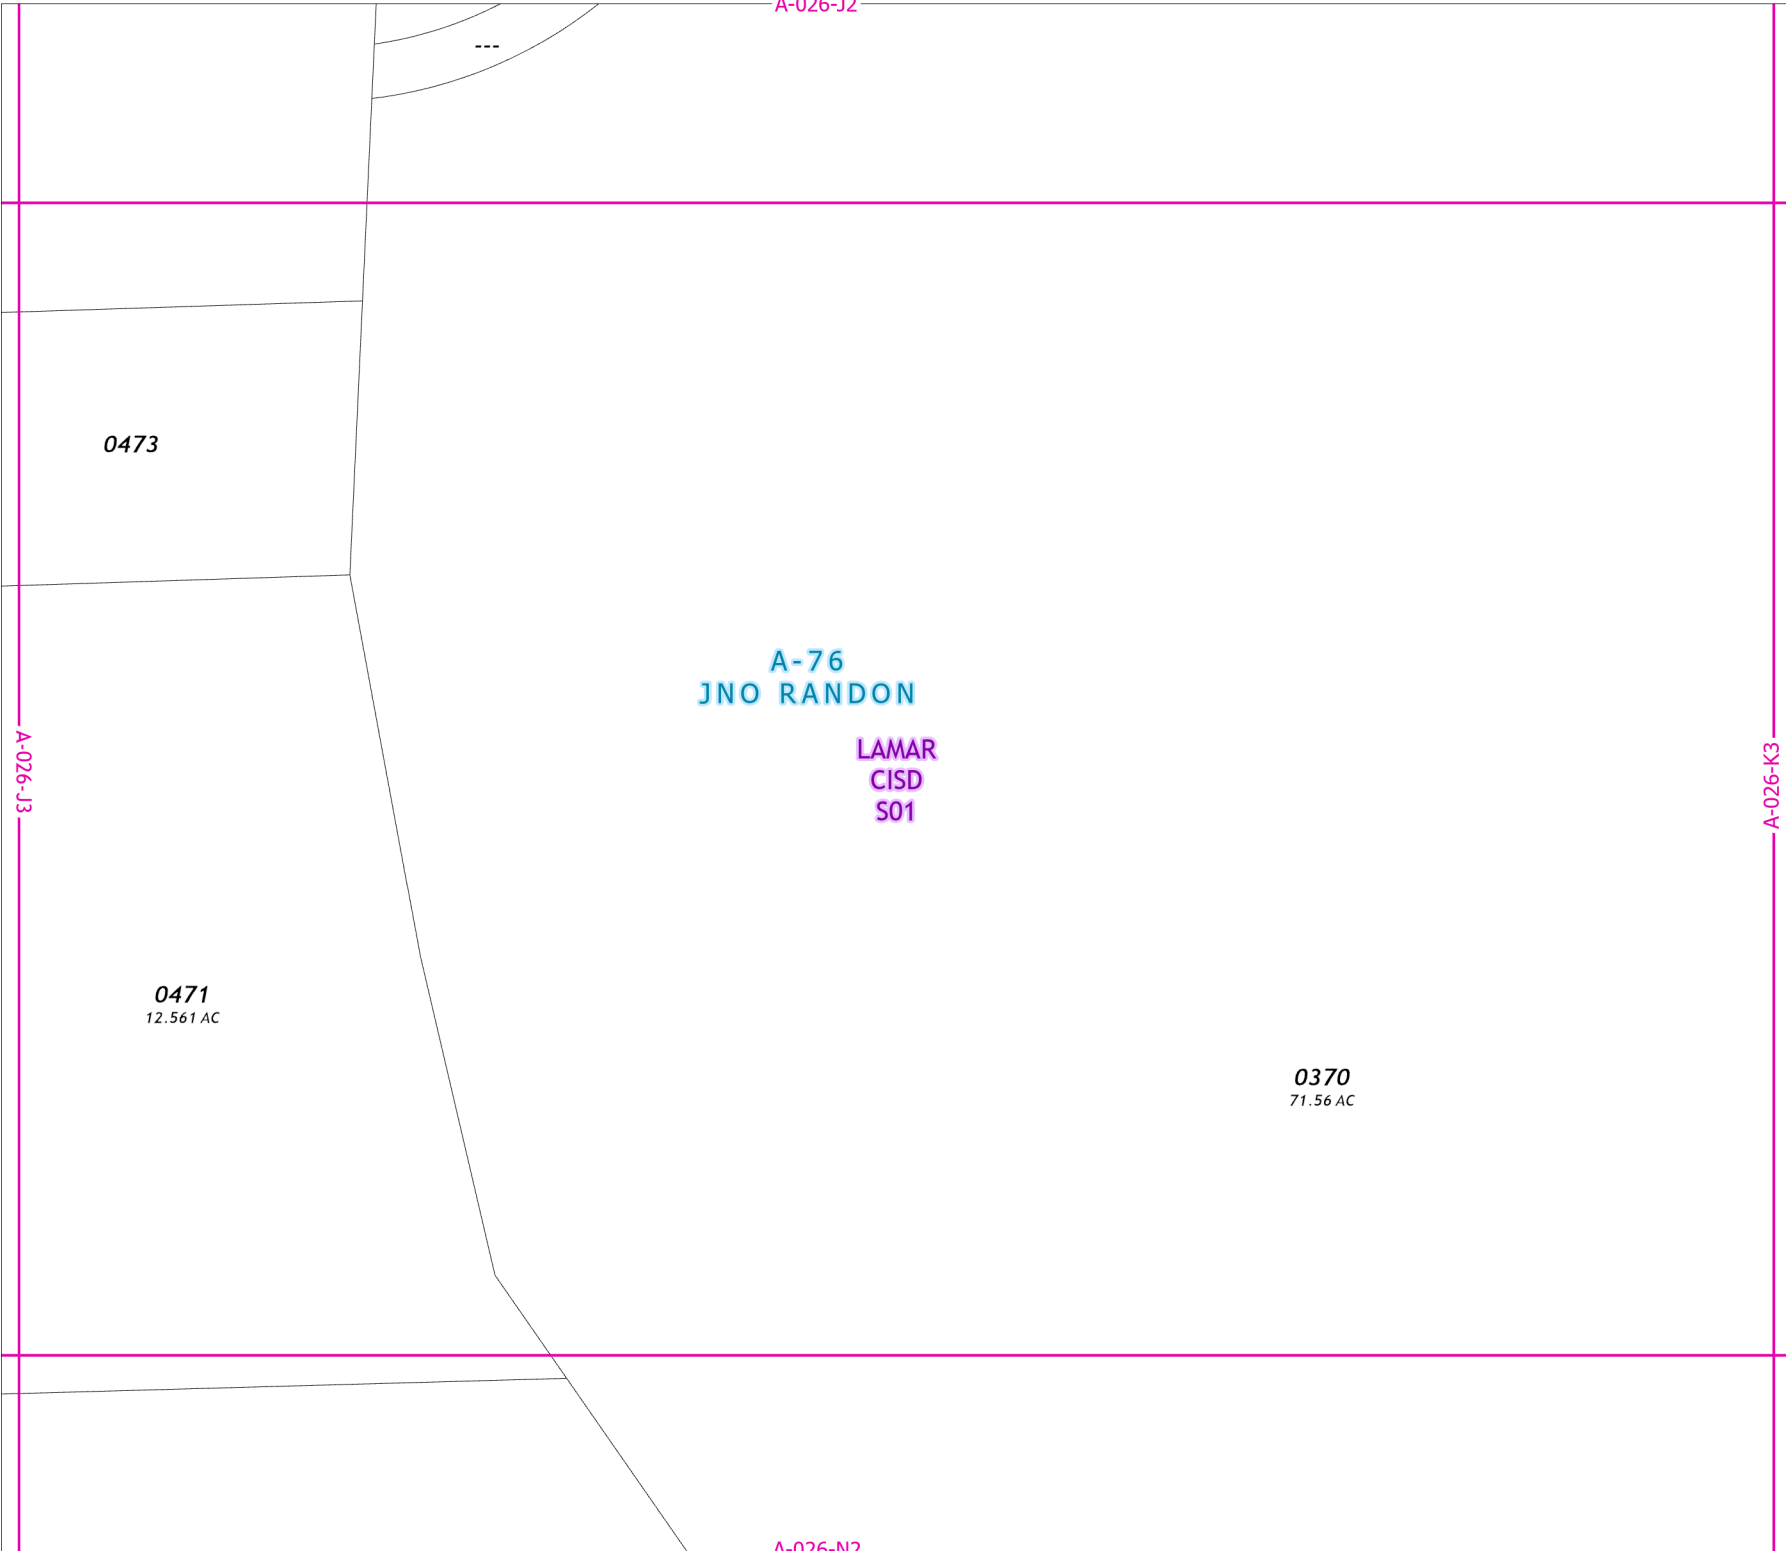 A-026-J2
---
0473
A-76
JNO RANDON
LAMAR
CISD
S01
A-026-J3
A-026-K3
0471
12.561 AC
0370
71.56 AC
A-026-N2